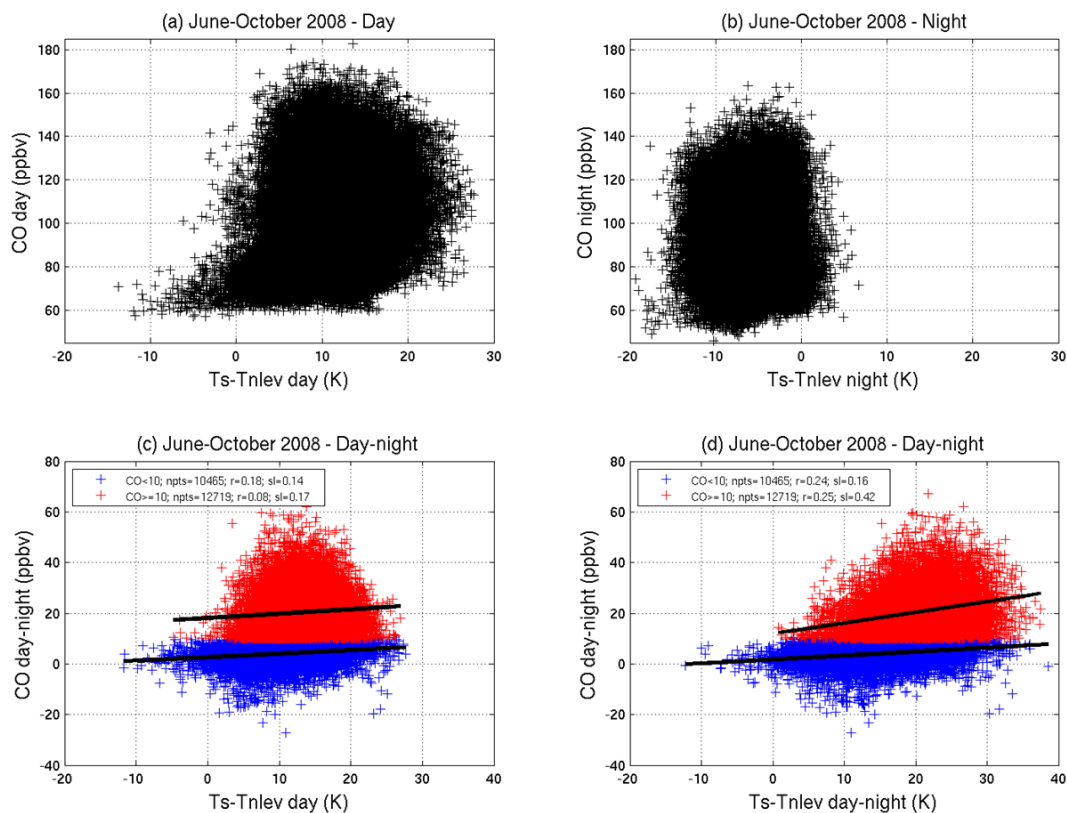 (a) June-October 2008 - Day
CO day (ppbv)
180
160
140
120
100
80
60
-20 -10 0 10 20 30
Ts-Tnlev day (K)
(b) June-October 2008 - Night
CO night (ppbv)
180
160
140
120
100
80
60
-20 -10 0 10 20 30
Ts-Tnlev night (K)
(c) June-October 2008 - Day-night
CO<10; npts=10465; r=0.18; sl=0.14
CO>=10; npts=12719; r=0.08; sl=0.17
CO day-night (ppbv)
80
60
40
20
0
-20
-40
-20 -10 0 10 20 30 40
Ts-Tnlev day (K)
(d) June-October 2008 - Day-night
CO<10; npts=10465; r=0.24; sl=0.16
CO>=10; npts=12719; r=0.25; sl=0.42
CO day-night (ppbv)
80
60
40
20
0
-20
-40
-20 -10 0 10 20 30 40
Ts-Tnlev day-night (K)